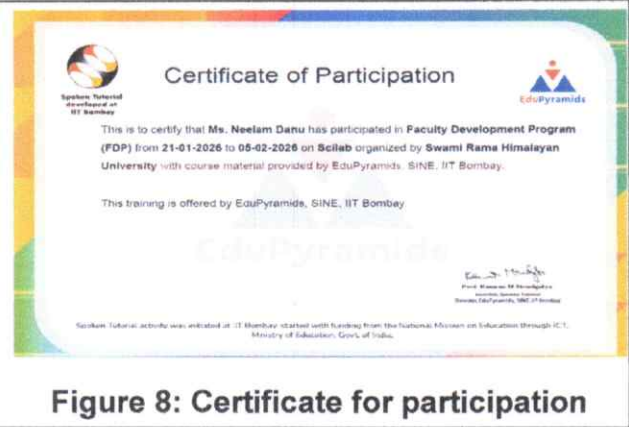 Spoken Tutorial
developed at
IIT Bombay
Certificate of Participation
EduPyramids
This is to certify that Ms. Neelam Danu has participated in Faculty Development Program
(FDP) from 21-01-2026 to 05-02-2026 on Scilab organized by Swami Rama Himalayan
University with course material provided by EduPyramids, SINE, IIT Bombay.
This training is offered by EduPyramids, SINE, IIT Bombay
EduPyramids
Spoken Tutorial activity was initiated at IIT Bombay started with funding from the National Mission on Education through ICT,
Ministry of Education, Govt. of India.
Figure 8: Certificate for participation